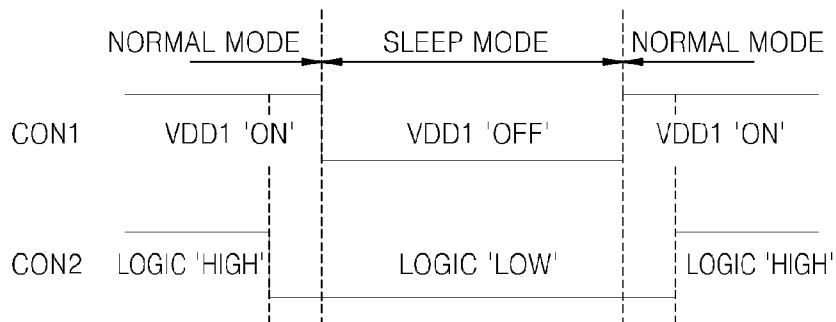 NORMAL MODE SLEEP MODE NORMAL MODE
CON1 VDD1 'ON' VDD1 'OFF' VDD1 'ON'
CON2 LOGIC 'HIGH' LOGIC 'LOW' LOGIC 'HIGH'